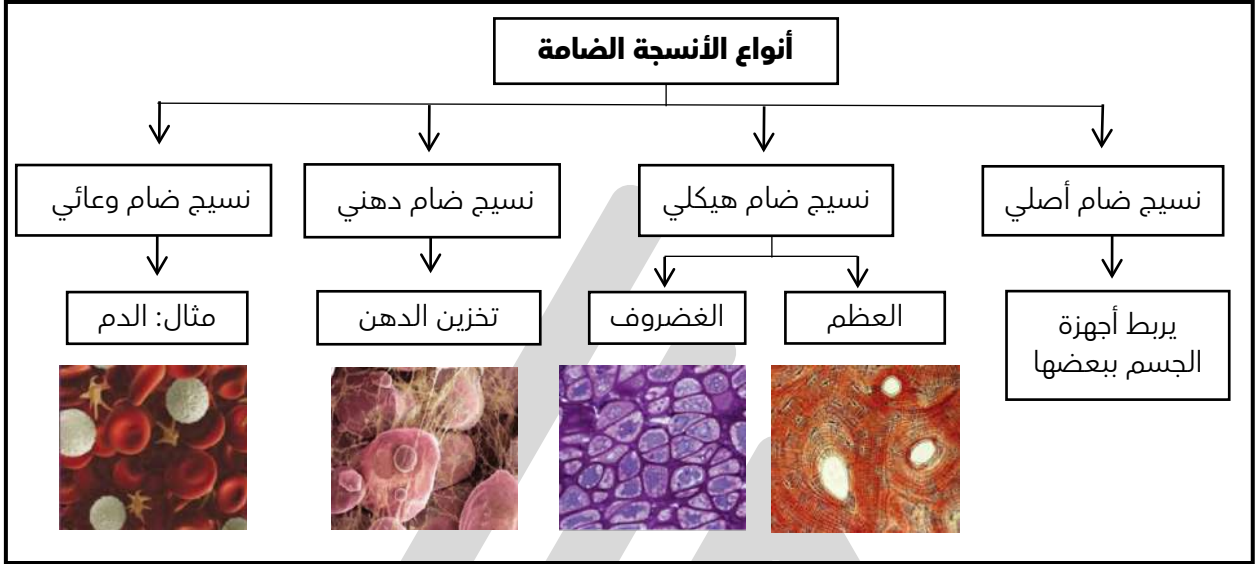 أنواع الأنسجة الضامة
نسيج ضام أصلي
نسيج ضام هيكلي
نسيج ضام دهني
نسيج ضام وعائي
يربط أجهزة
الجسم ببعضها
العظم
الغضروف
تخزين الدهن
مثال: الدم